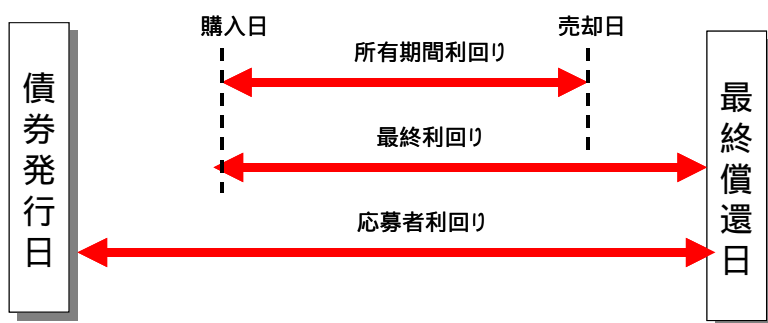 購入日
売却日
所有期間利回り
最終利回り
応募者利回り
債券発行日
最終償還日